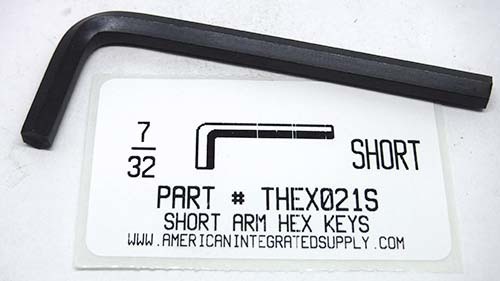 7
32
SHORT
PART # THEX021S
SHORT ARM HEX KEYS
WWW.AMERICANINTEGRATEDSUPPLY.COM